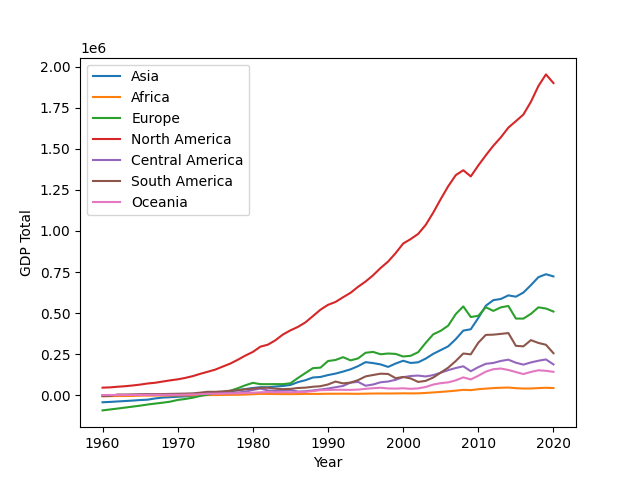 1e6
2.00
1.75
1.50
1.25
1.00
0.75
0.50
0.25
0.00
GDP Total
Asia
Africa
Europe
North America
Central America
South America
Oceania
1960 1970 1980 1990 2000 2010 2020
Year